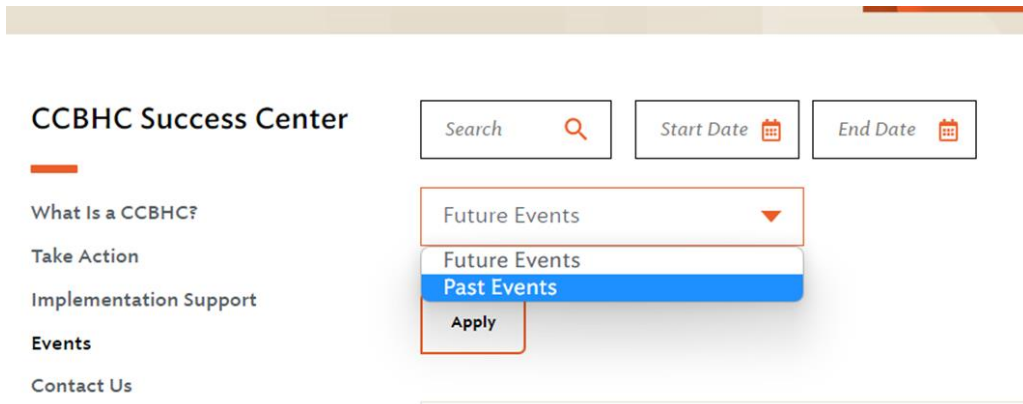 CCBHC Success Center
What Is a CCBHC?
Take Action
Implementation Support
Events
Contact Us
Search
Start Date
End Date
Future Events
Future Events
Past Events
Apply